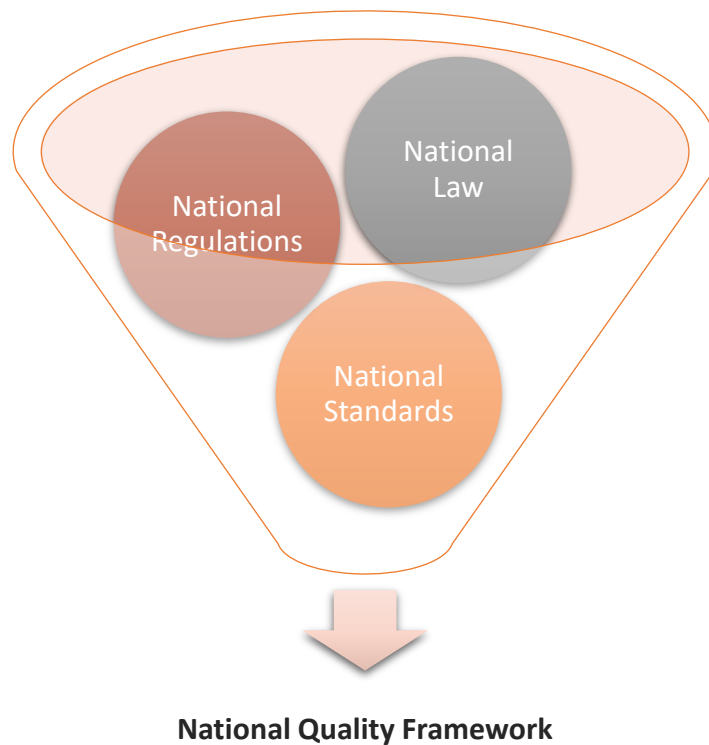 National
Law
National
Regulations
National
Standards
National Quality Framework